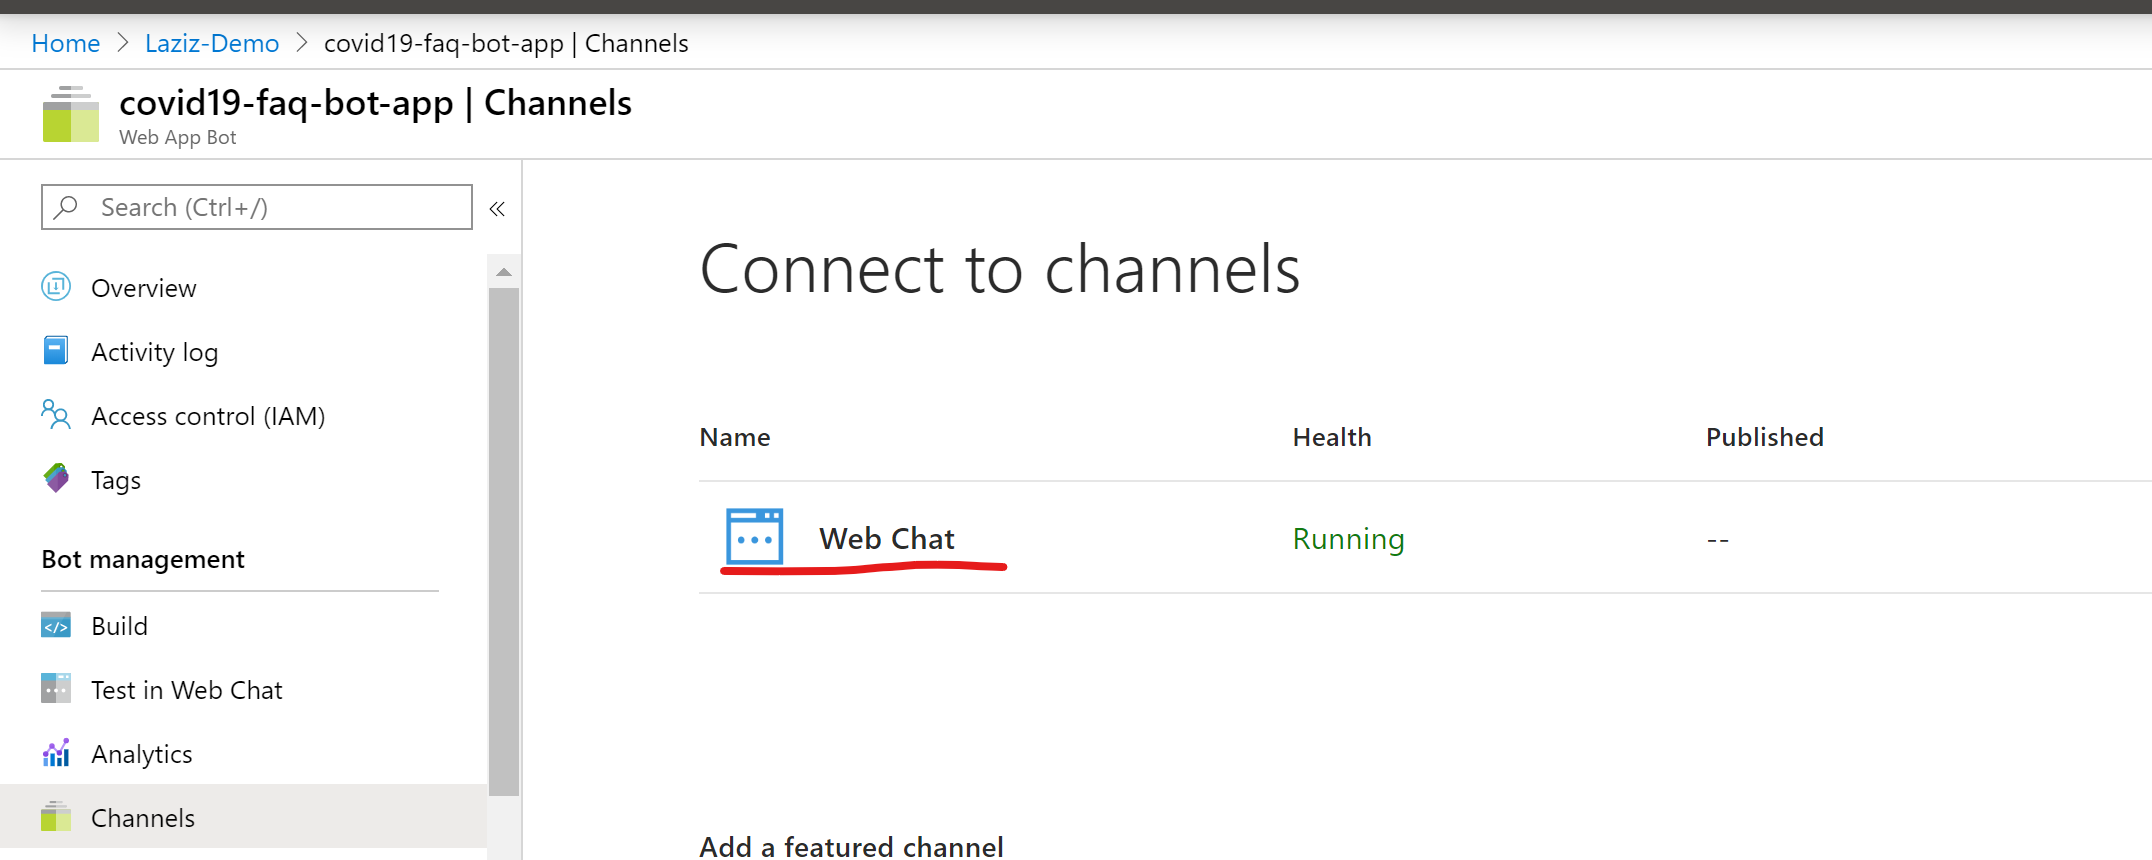 Home > Laziz-Demo > covid19-faq-bot-app | Channels
covid19-faq-bot-app | Channels
Web App Bot
Search (Ctrl+/)
«
Overview
Activity log
Access control (IAM)
Tags
Bot management
Build
Test in Web Chat
Analytics
Channels
Connect to channels
Name Health Published
Web Chat Running --
Add a featured channel